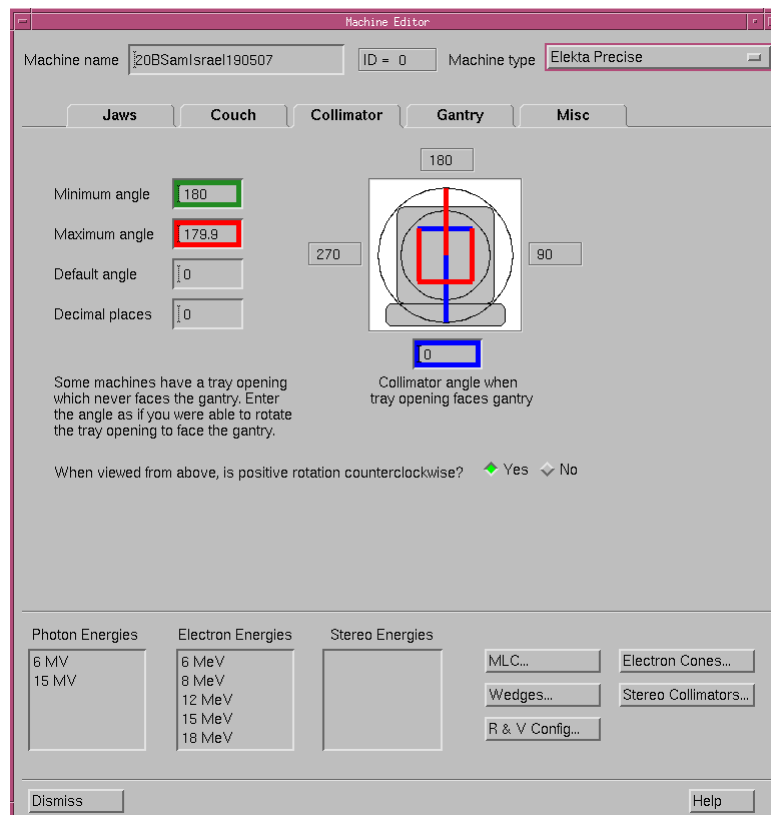 Machine Editor
Machine name 20BSamIsrael190507 ID = 0 Machine type Elekta Precise
Jaws Couch Collimator Gantry Misc
180
Minimum angle 180
Maximum angle 179.9
270 90
Default angle 0
Decimal places 0
0
Some machines have a tray opening
which never faces the gantry. Enter
the angle as if you were able to rotate
the tray opening to face the gantry.
Collimator angle when
tray opening faces gantry
When viewed from above, is positive rotation counterclockwise? Yes No
Photon Energies Electron Energies Stereo Energies
6 MV
15 MV
6 MeV
8 MeV
12 MeV
15 MeV
18 MeV
MLC... Electron Cones...
Wedges... Stereo Collimators...
R & V Config...
Dismiss Help